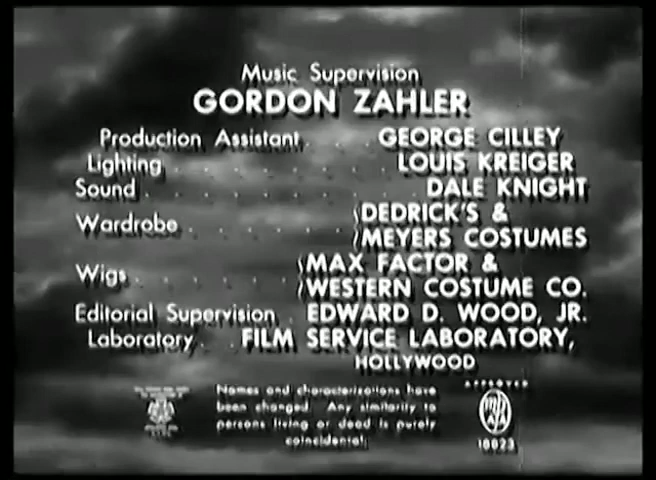 Music Supervision
GORDON ZAHLER
Production Assistant . . GEORGE CILLEY
Lighting . . . . . . . . . LOUIS KREIGER
Sound . . . . . . . . . . . DALE KNIGHT
Wardrobe . . . . . . . DEDRICK'S &
MEYERS COSTUMES
Wigs . . . . . MAX FACTOR &
WESTERN COSTUME CO.
Editorial Supervision . EDWARD D. WOOD, JR.
Laboratory . . FILM SERVICE LABORATORY,
HOLLYWOOD
Names and characterizations have
been changed. Any similarity to
persons living or dead is purely
coincidental.
APPROVED
MPAA
18823